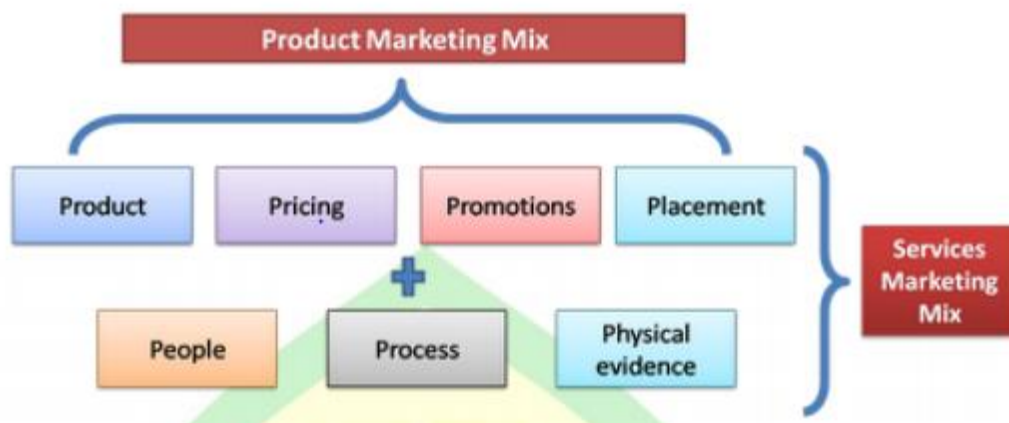 Product Marketing Mix
Product
Pricing
Promotions
Placement
Services
Marketing
Mix
People
Process
Physical
evidence